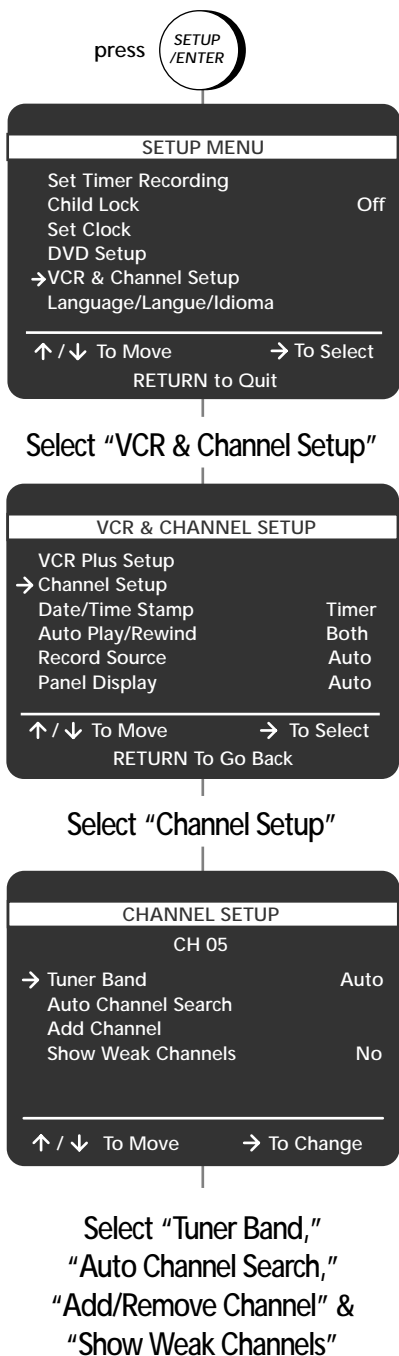 press SETUP
/ENTER
SETUP MENU
Set Timer Recording
Child Lock Off
Set Clock
DVD Setup
→VCR & Channel Setup
Language/Langue/Idioma
↑/↓ To Move → To Select
RETURN to Quit
Select “VCR & Channel Setup”
VCR & CHANNEL SETUP
VCR Plus Setup
→ Channel Setup
Date/Time Stamp Timer
Auto Play/Rewind Both
Record Source Auto
Panel Display Auto
↑/↓ To Move → To Select
RETURN To Go Back
Select “Channel Setup”
CHANNEL SETUP
CH 05
→ Tuner Band Auto
Auto Channel Search
Add Channel
Show Weak Channels No
↑/↓ To Move → To Change
Select “Tuner Band,”
“Auto Channel Search,”
“Add/Remove Channel” &
“Show Weak Channels”